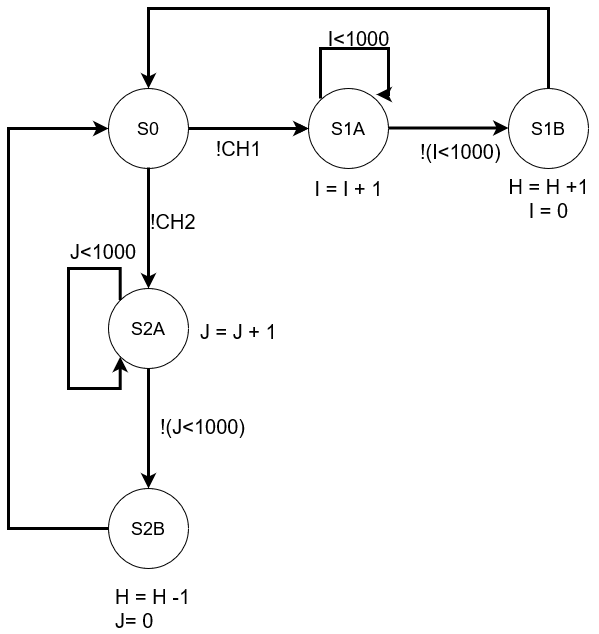 I<1000
S0
S1A
S1B
!CH1
!(I<1000)
I = I + 1
H = H +1
I = 0
!CH2
J<1000
S2A
J = J + 1
!(J<1000)
S2B
H = H -1
J= 0